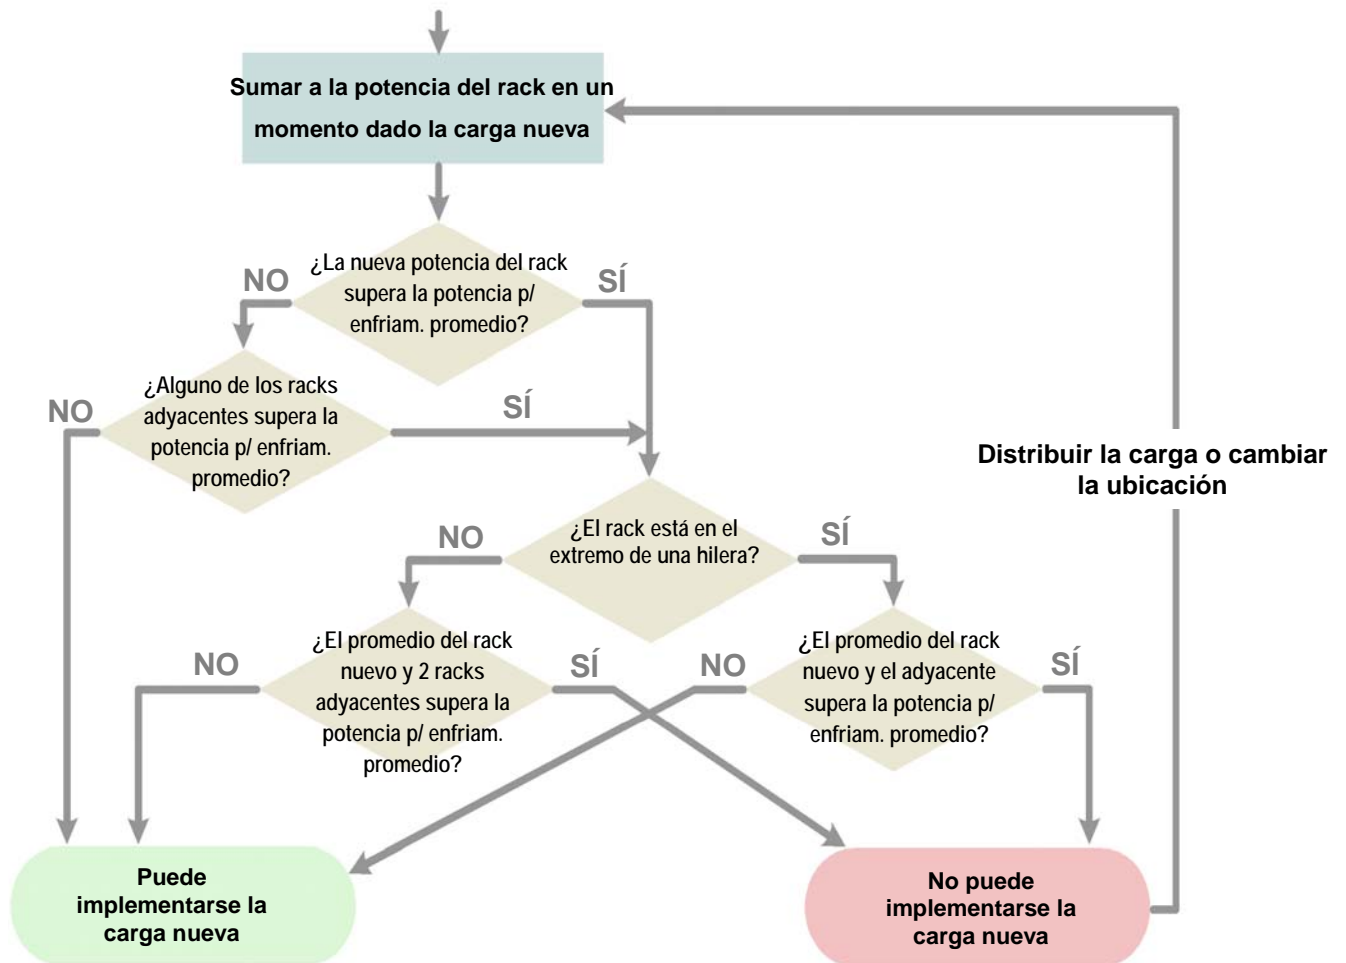 Sumar a la potencia del rack en un
momento dado la carga nueva
¿La nueva potencia del rack
supera la potencia p/
enfriam. promedio?
NO
SÍ
¿Alguno de los racks
adyacentes supera la
potencia p/ enfriam.
promedio?
NO
SÍ
Distribuir la carga o cambiar
la ubicación
¿El rack está en el
extremo de una hilera?
NO
SÍ
¿El promedio del rack
nuevo y 2 racks
adyacentes supera la
potencia p/ enfriam.
promedio?
NO
SÍ
¿El promedio del rack
nuevo y el adyacente
supera la potencia p/
enfriam. promedio?
NO
SÍ
Puede
implementarse la
carga nueva
No puede
implementarse la
carga nueva